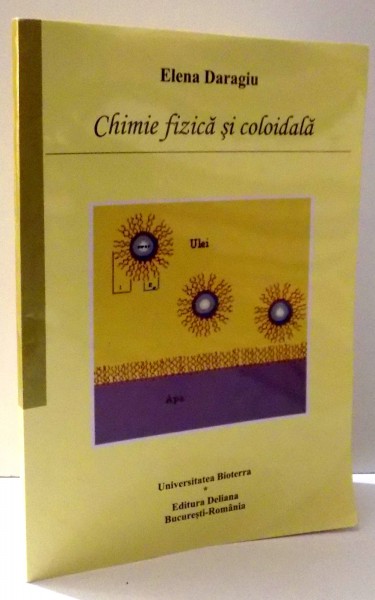 Elena Daragiu
Chimie fizică şi coloidală
Ulei
Apa
Universitatea Bioterra
*
Editura Deliana
Bucureşti-România